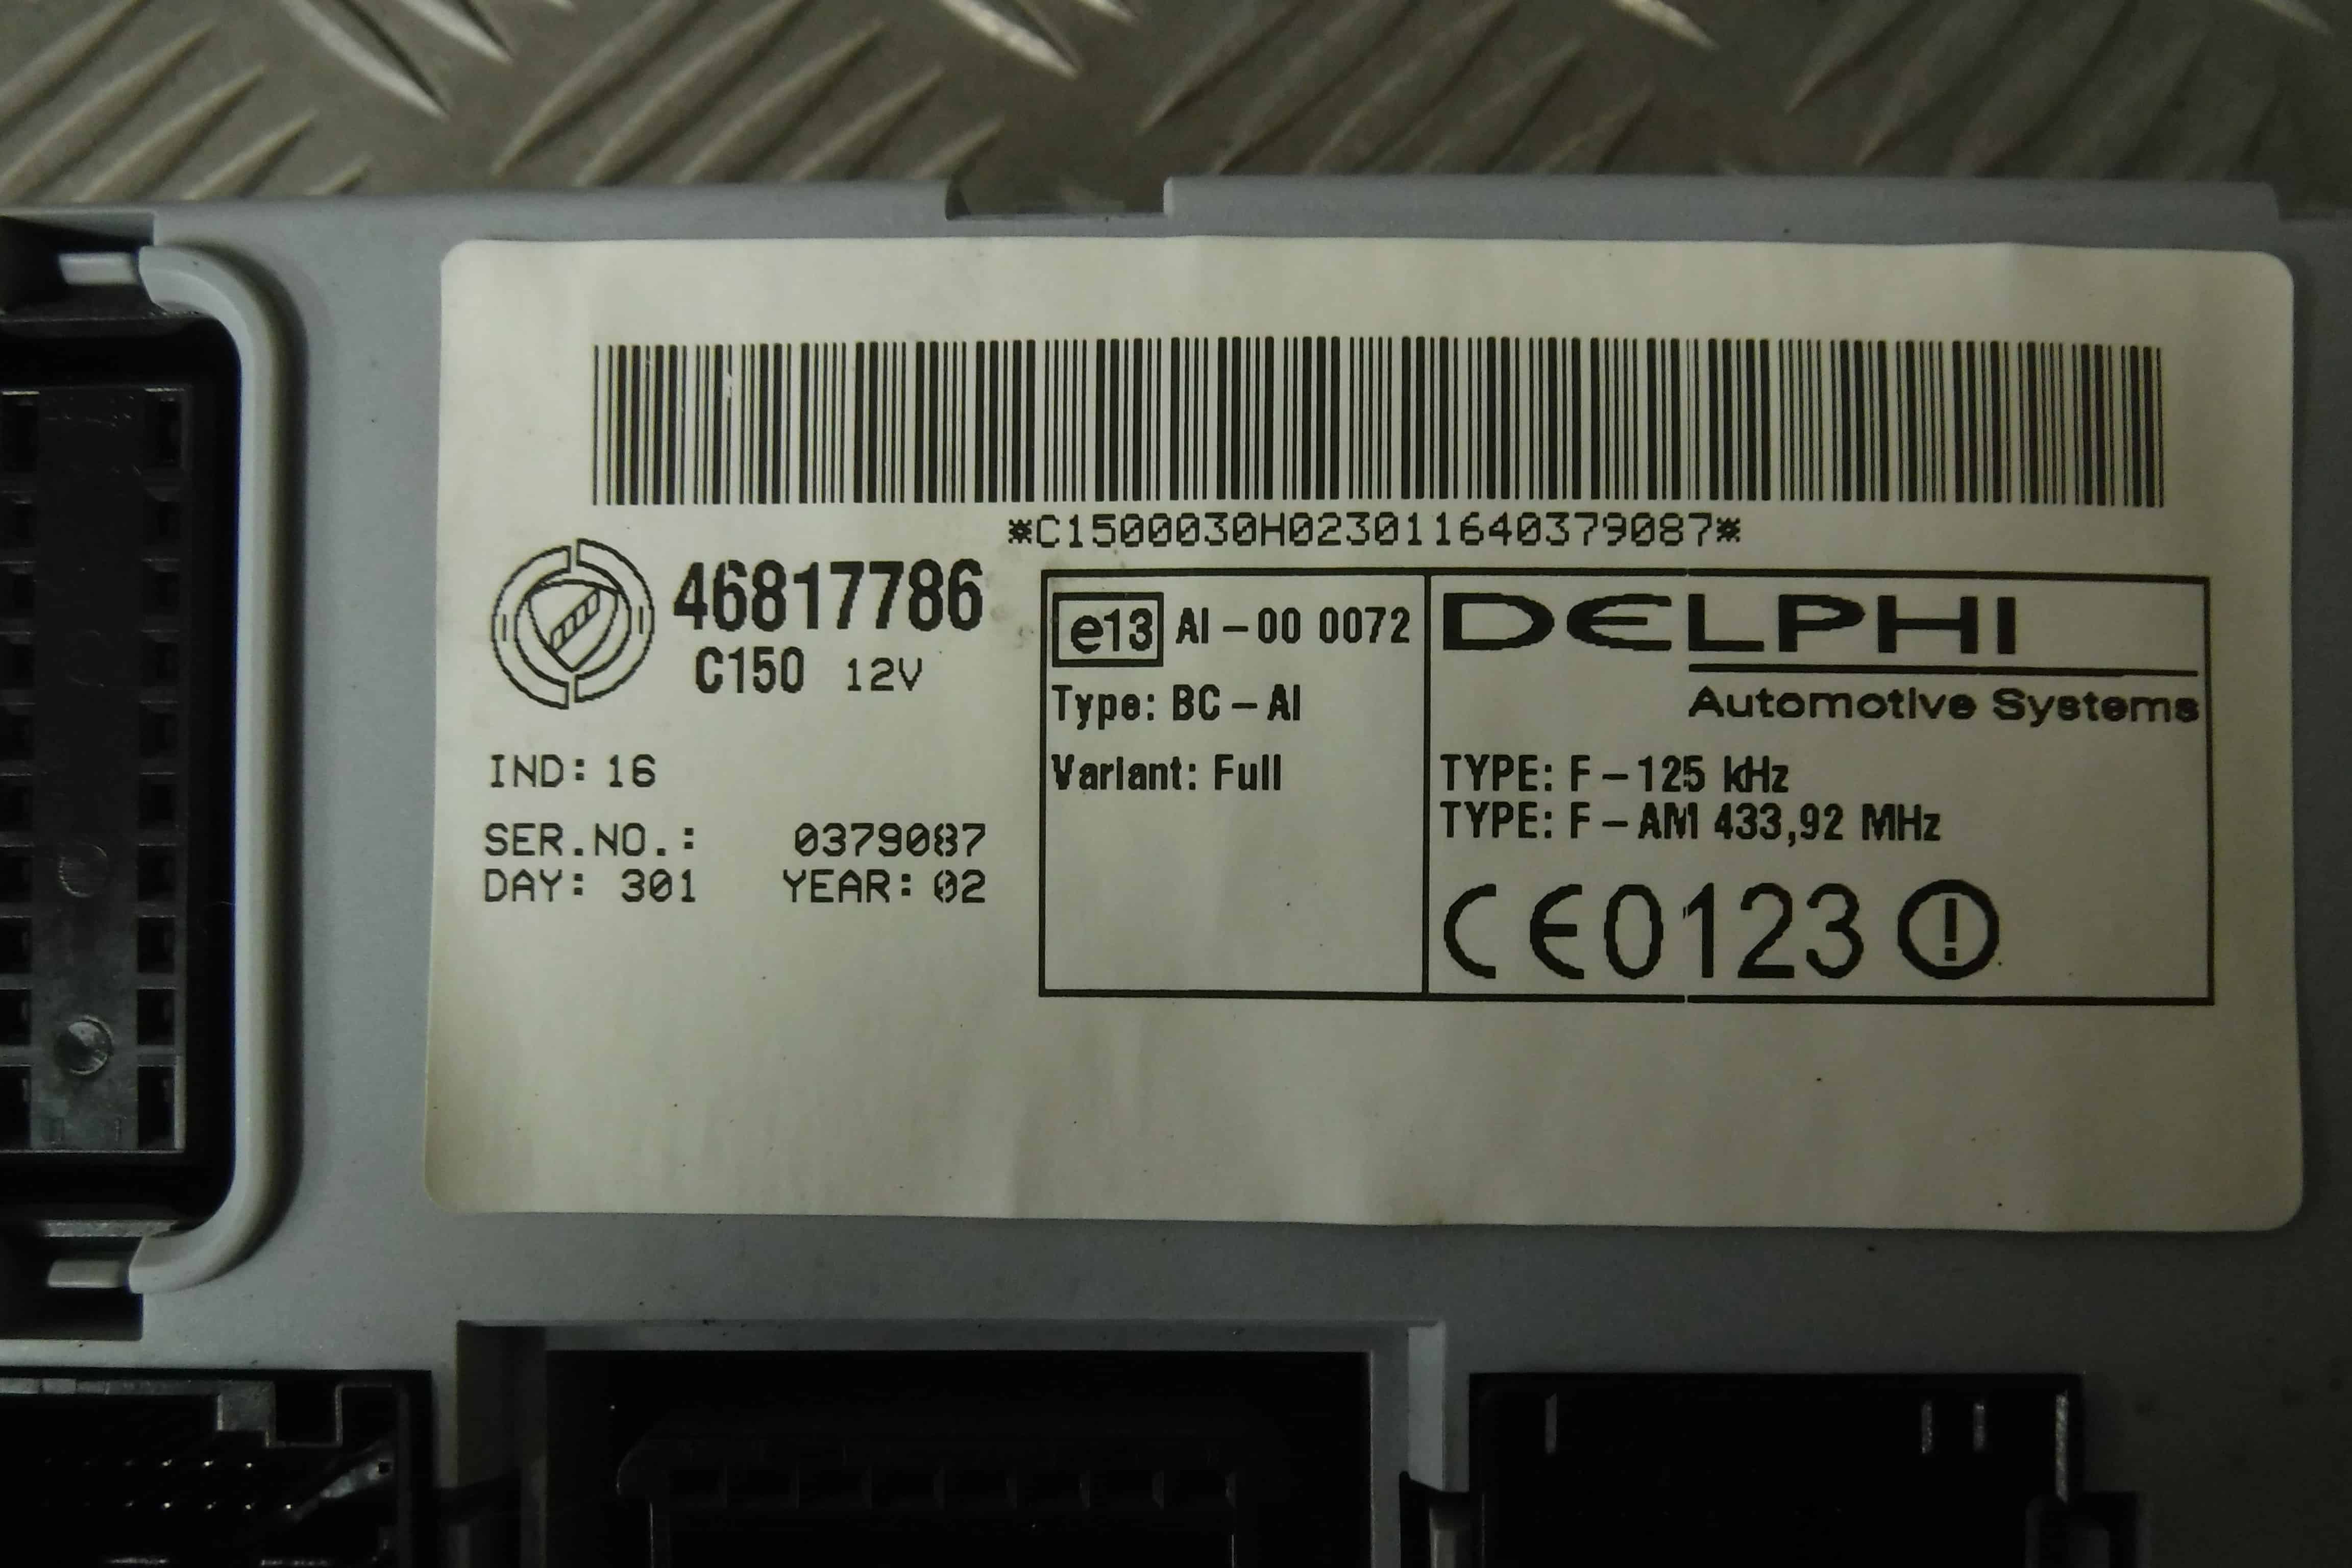 *C1500030H023011640379087*
46817786
C150 12V
IND: 16
SER.NO.: 0379087
DAY: 301 YEAR: 02
e13 AI-00 0072
Type: BC-AI
Variant: Full
DELPHI
Automotive Systems
TYPE: F-125 kHz
TYPE: F-AM 433,92 MHz
CE0123